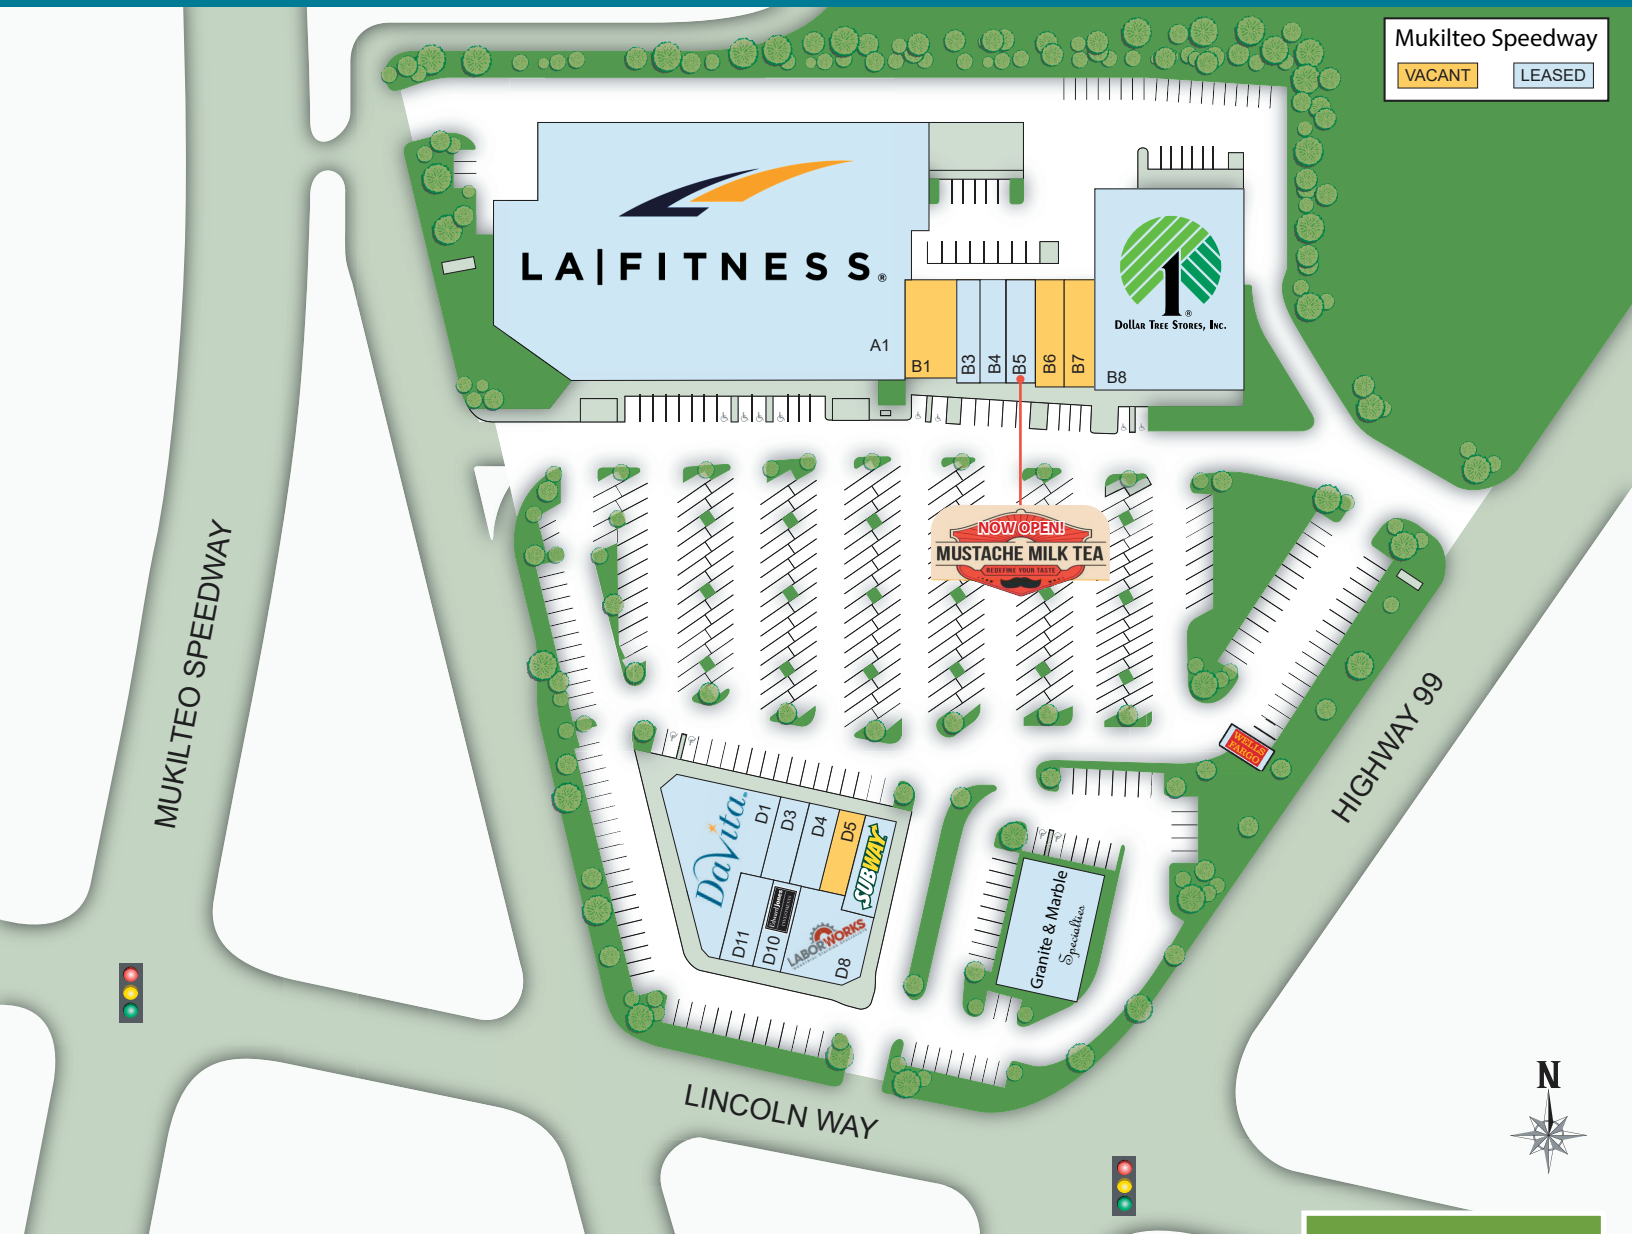 Mukilteo Speedway
VACANT
LEASED
LA|FITNESS®
A1
B1
B3
B4
B5
B6
B7
B8
®
Dollar Tree Stores, Inc.
NOW OPEN!
MUSTACHE MILK TEA
REDEFINE YOUR TASTE
MUKILTEO SPEEDWAY
HIGHWAY 99
WELLS
FARGO
DaVita.
D1
D3
D4
D5
SUBWAY
D11
D10
Edward Jones
LABORWORKS
D8
Granite & Marble
Specialties
LINCOLN WAY
N